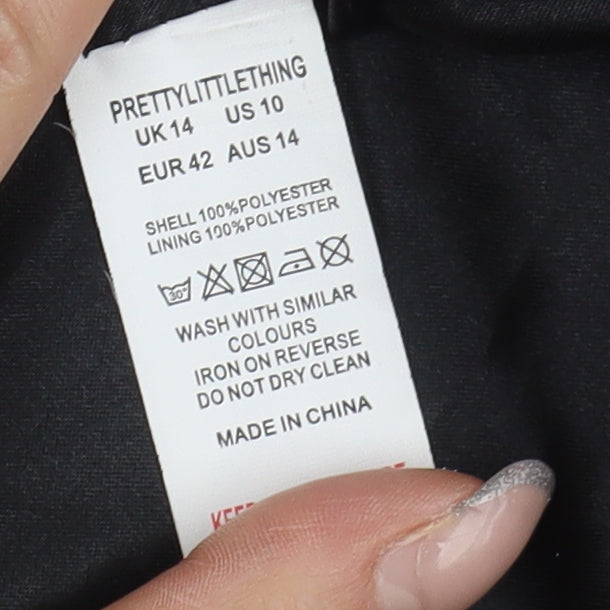 PRETTYLITTLETHING
UK 14 US 10
EUR 42 AUS 14
SHELL 100%POLYESTER
LINING 100%POLYESTER
30°
WASH WITH SIMILAR
COLOURS
IRON ON REVERSE
DO NOT DRY CLEAN
MADE IN CHINA